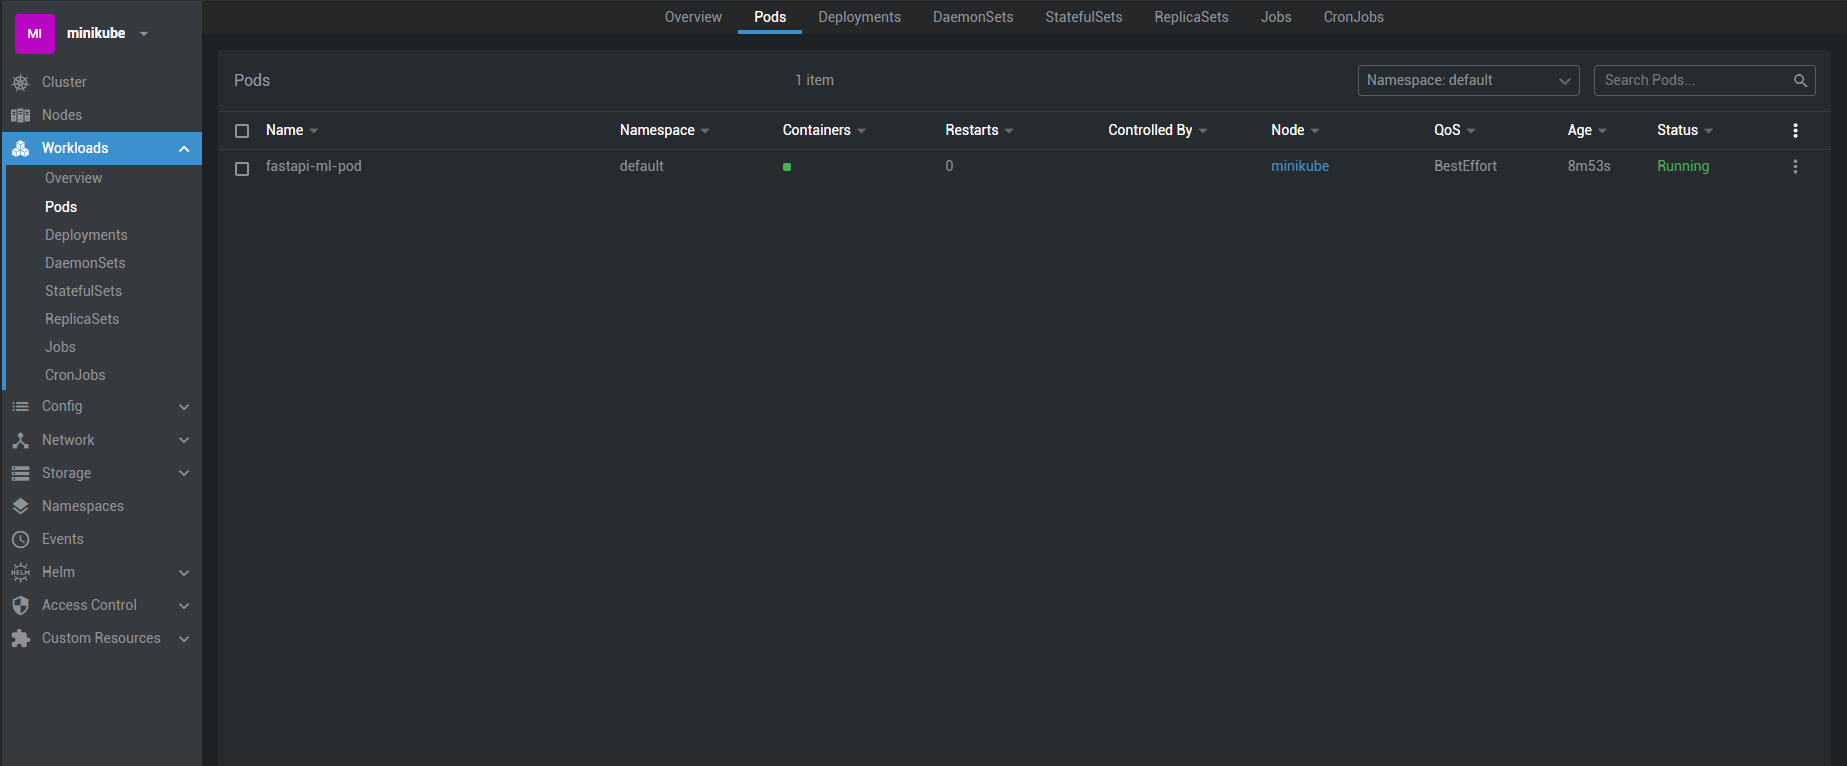 MI minikube
Cluster
Nodes
Workloads
Overview
Pods
Deployments
DaemonSets
StatefulSets
ReplicaSets
Jobs
CronJobs
Config
Network
Storage
Namespaces
Events
HELM Helm
Access Control
Custom Resources
Overview Pods Deployments DaemonSets StatefulSets ReplicaSets Jobs CronJobs
Pods 1 item Namespace: default Search Pods...
Name Namespace Containers Restarts Controlled By Node QoS Age Status
fastapi-ml-pod default 0 minikube BestEffort 8m53s Running